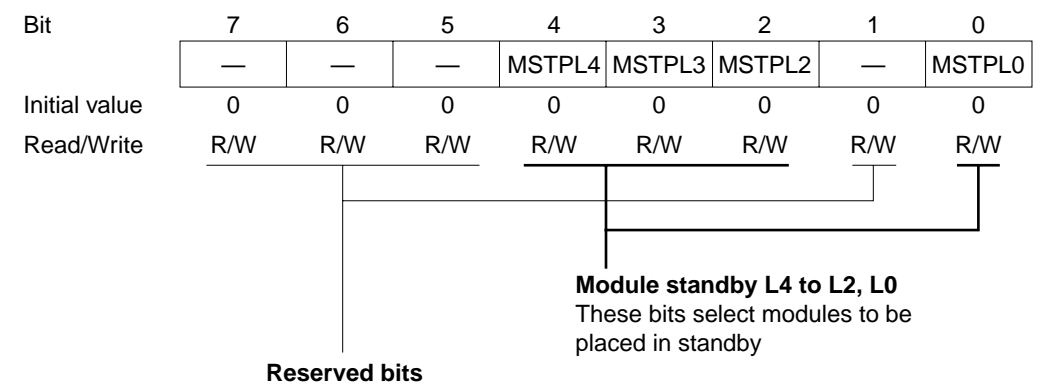 Bit 7 6 5 4 3 2 1 0
— — — MSTPL4 MSTPL3 MSTPL2 — MSTPL0
Initial value 0 0 0 0 0 0 0 0
Read/Write R/W R/W R/W R/W R/W R/W R/W R/W
Module standby L4 to L2, L0
These bits select modules to be
placed in standby
Reserved bits